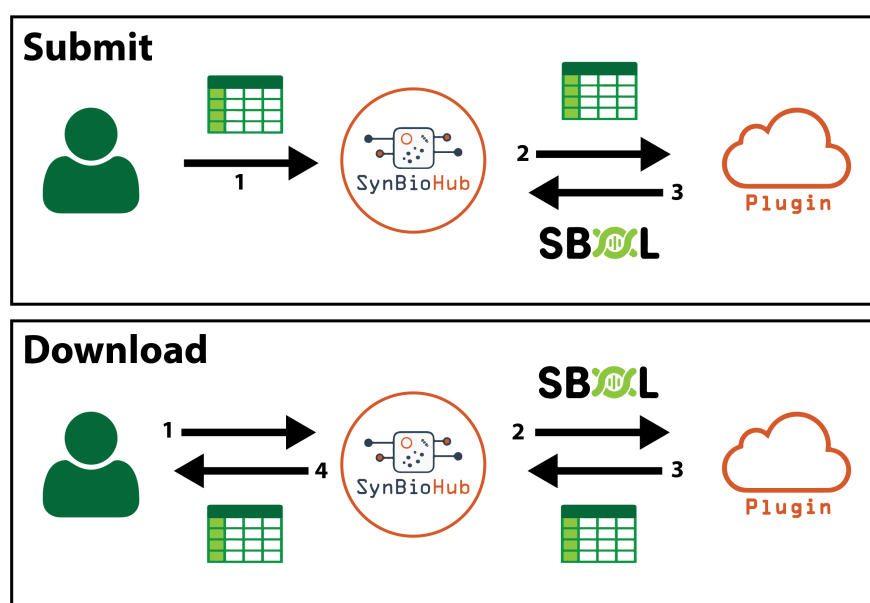 Submit
1
SynBioHub
2
3
SBOL
Plugin
Download
1
4
SynBioHub
SBOL
2
3
Plugin